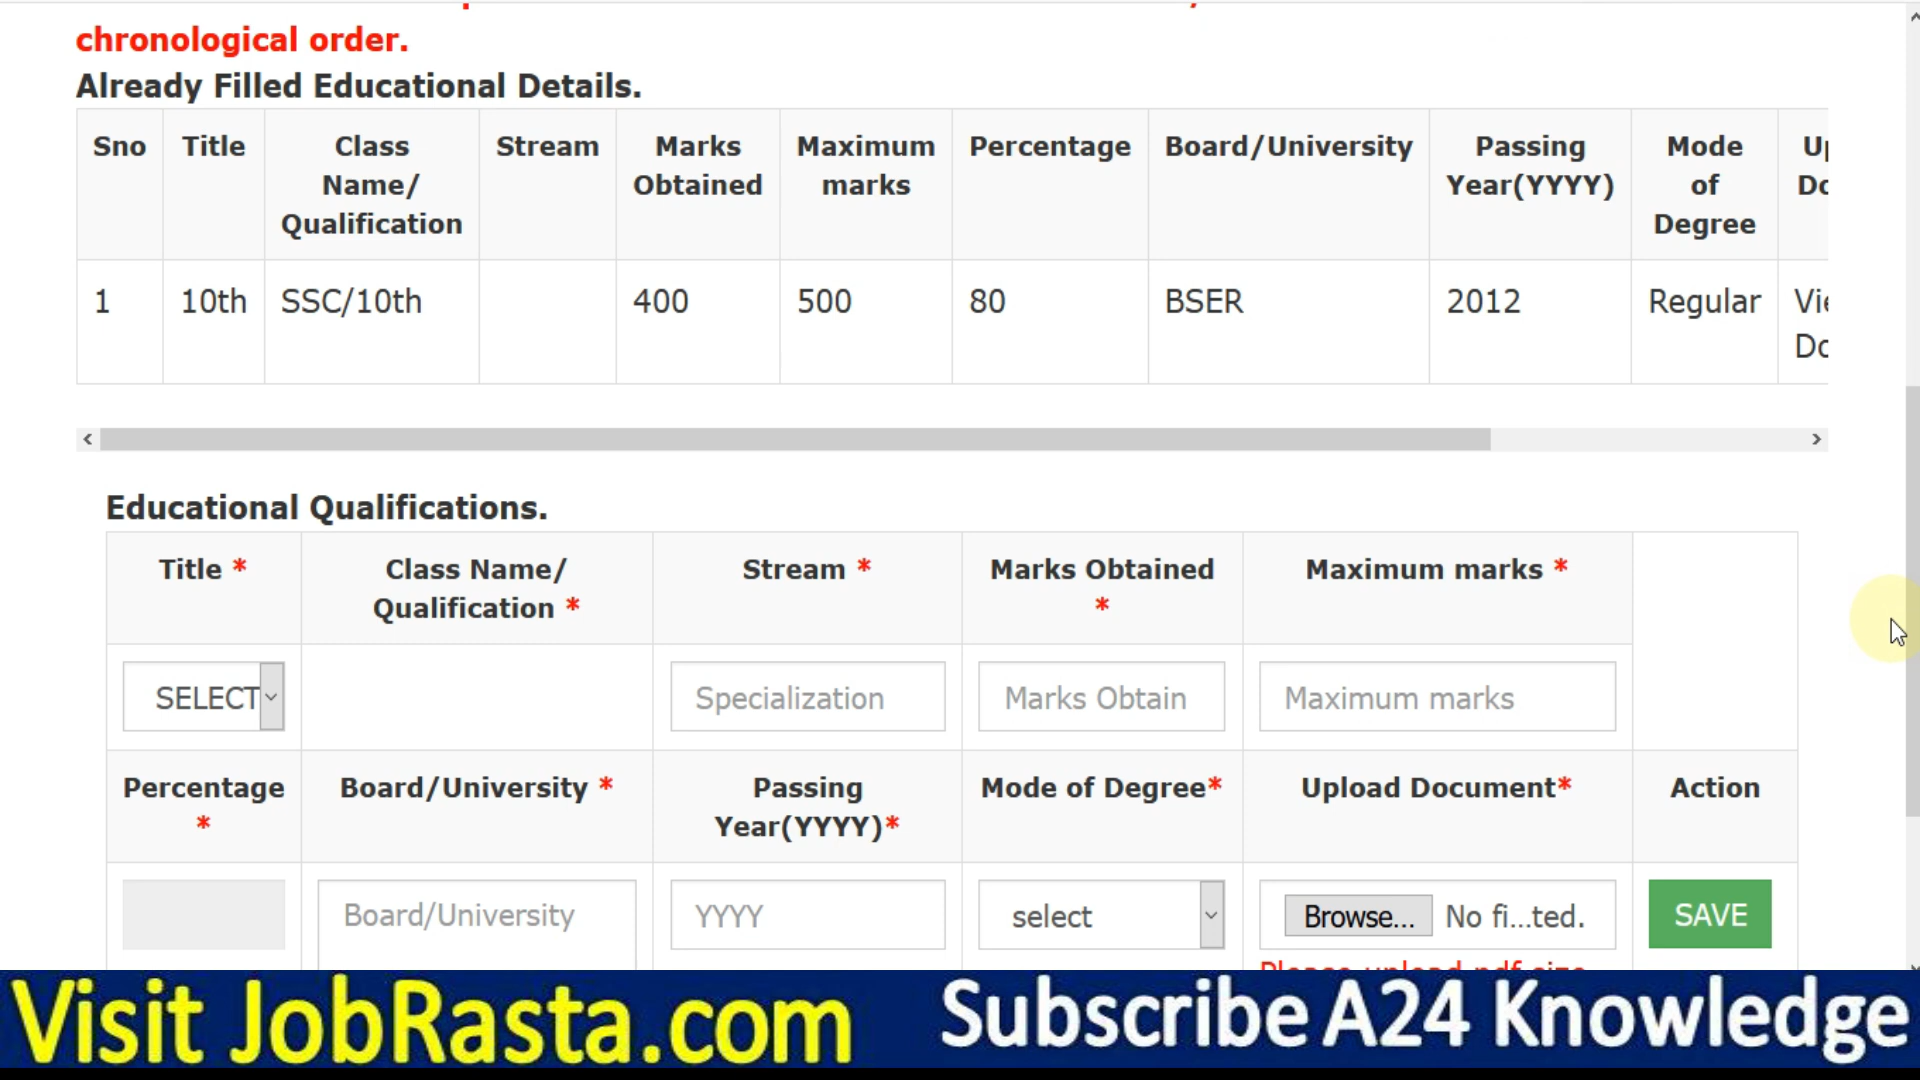 chronological order.
Already Filled Educational Details.
Sno Title Class Name/ Qualification Stream Marks Obtained Maximum marks Percentage Board/University Passing Year(YYYY) Mode of Degree
1 10th SSC/10th 400 500 80 BSER 2012 Regular
Educational Qualifications.
Title * Class Name/ Qualification * Stream * Marks Obtained * Maximum marks *
SELECT Specialization Marks Obtain Maximum marks
Percentage * Board/University * Passing Year(YYYY)* Mode of Degree* Upload Document* Action
Board/University YYYY select Browse... No fi...ted. SAVE
Please upload pdf size
Visit JobRasta.com Subscribe A24 Knowledge